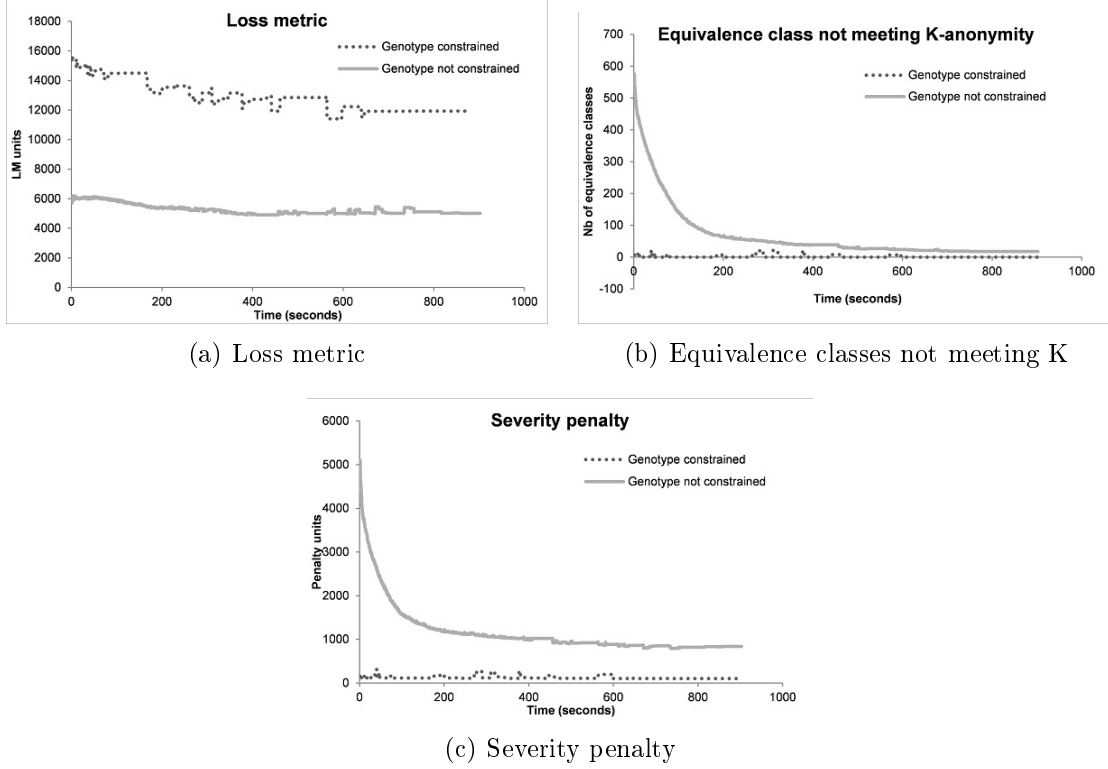 Loss metric
Genotype constrained
Genotype not constrained
LM units
18000
16000
14000
12000
10000
8000
6000
4000
2000
0
0 200 400 600 800 1000
Time (seconds)
(a) Loss metric
Equivalence class not meeting K-anonymity
Genotype constrained
Genotype not constrained
Nb of equivalence classes
700
600
500
400
300
200
100
0
-100
0 200 400 600 800 1000
Time (seconds)
(b) Equivalence classes not meeting K
Severity penalty
Genotype constrained
Genotype not constrained
Penalty units
6000
5000
4000
3000
2000
1000
0
0 200 400 600 800 1000
Time (seconds)
(c) Severity penalty